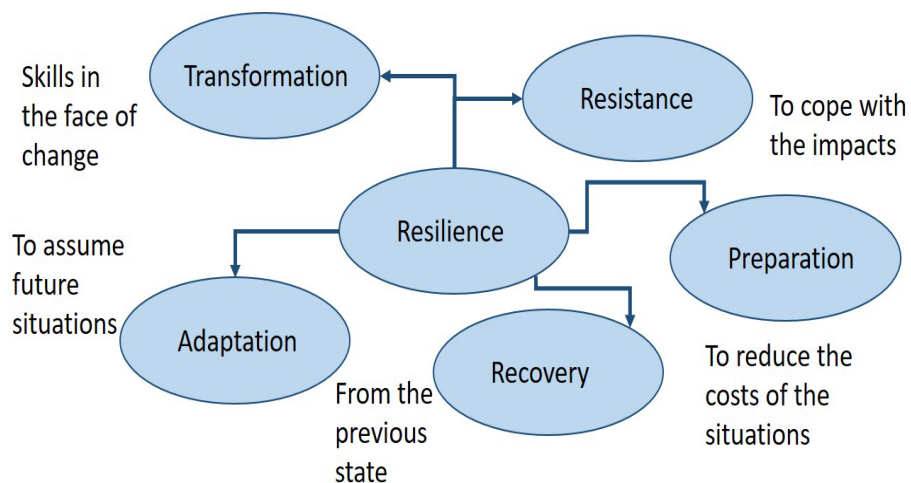 Transformation
Skills in
the face of
change
Resistance
To cope with
the impacts
Resilience
Preparation
To assume
future
situations
Adaptation
Recovery
To reduce the
costs of the
situations
From the
previous
state